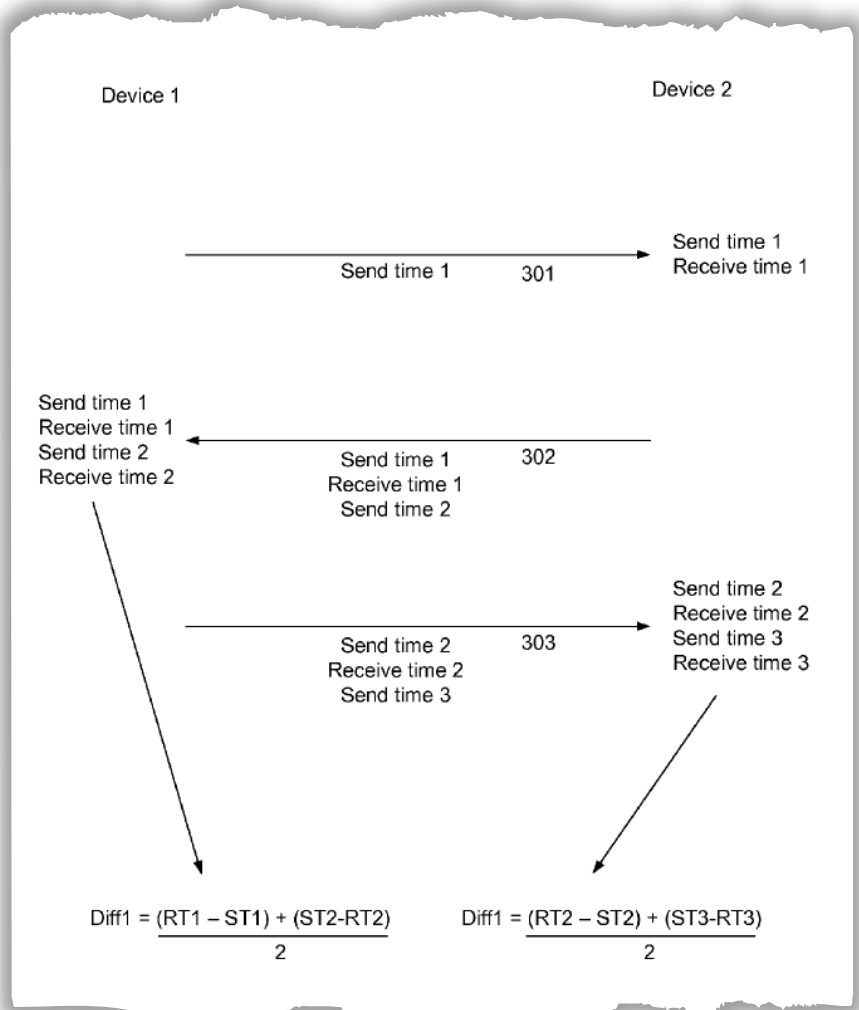 Device 1
Device 2
Send time 1
Receive time 1
Send time 1
301
Send time 1
Receive time 1
Send time 2
Receive time 2
302
Send time 1
Receive time 1
Send time 2
Send time 2
Receive time 2
Send time 3
Receive time 3
303
Send time 2
Receive time 2
Send time 3
Diff1 = (RT1 – ST1) + (ST2-RT2)
2
Diff1 = (RT2 – ST2) + (ST3-RT3)
2